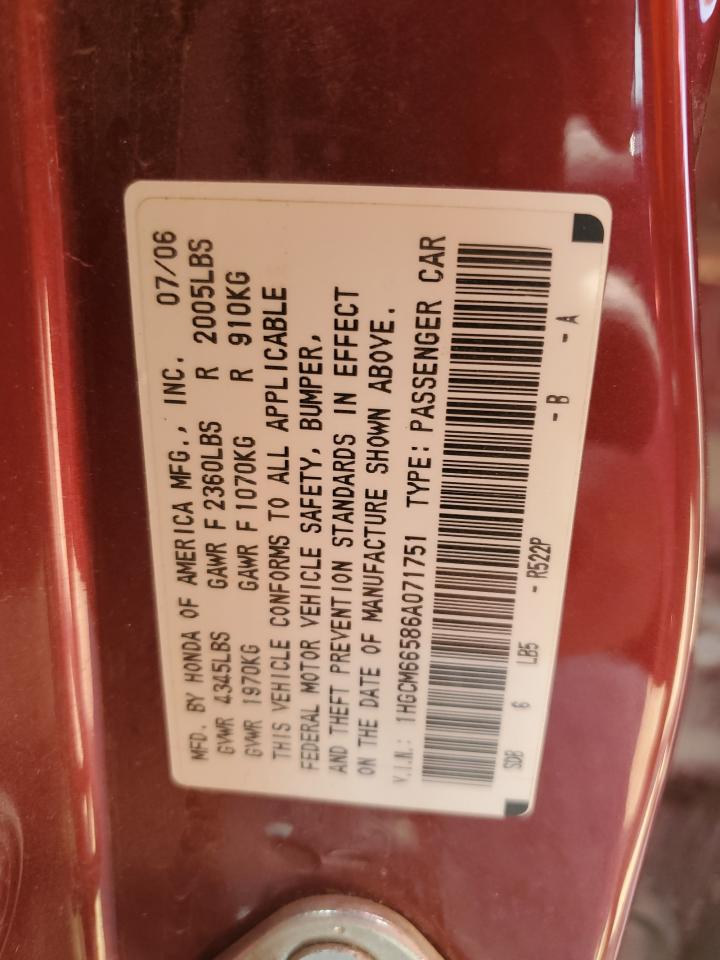 MFD. BY HONDA OF AMERICA MFG., INC. 07/06
GVWR 4345LBS GAWR F 2360LBS R 2005LBS
GVWR 1970KG GAWR F 1070KG R 910KG
THIS VEHICLE CONFORMS TO ALL APPLICABLE
FEDERAL MOTOR VEHICLE SAFETY, BUMPER,
AND THEFT PREVENTION STANDARDS IN EFFECT
ON THE DATE OF MANUFACTURE SHOWN ABOVE.
V.I.N.: 1HGCM66586A071751 TYPE: PASSENGER CAR
SDB 6 LB5 - R522P - B - A